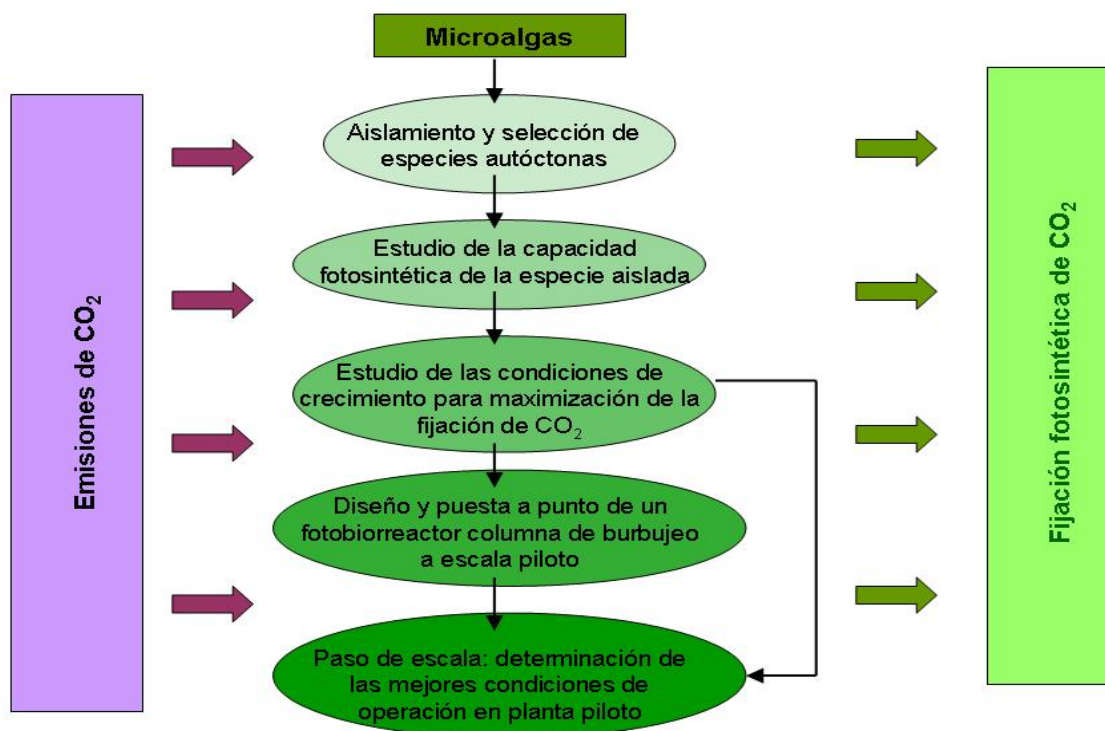 Microalgas
Emisiones de CO₂
Aislamiento y selección de
especies autóctonas
Estudio de la capacidad
fotosintética de la especie aislada
Estudio de las condiciones de
crecimiento para maximización de la
fijación de CO₂
Diseño y puesta a punto de un
fotobiorreactor columna de burbujeo
a escala piloto
Paso de escala: determinación de
las mejores condiciones de
operación en planta piloto
Fijación fotosintética de CO₂